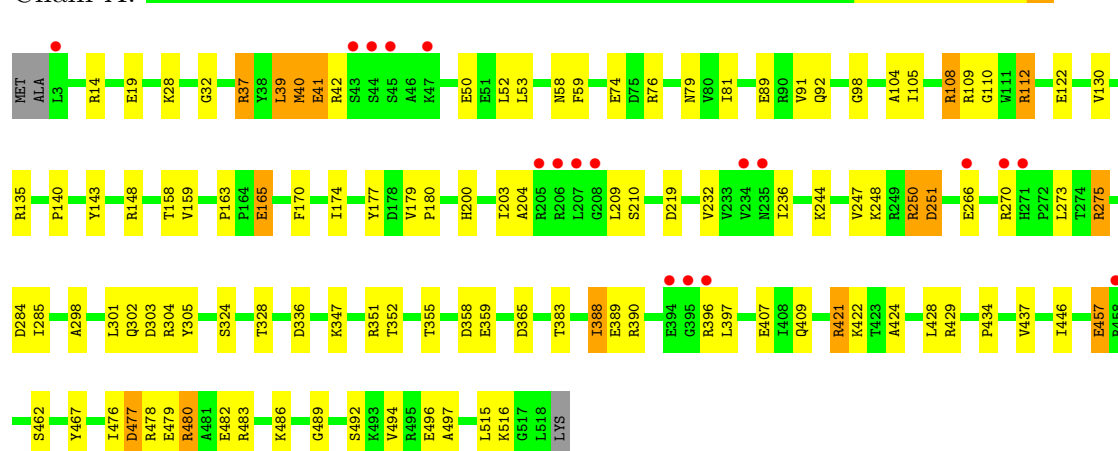 MET ALA L3 R14 E19 K28 G32 R37 Y38 L39 M40 E41 R42 S43 S44 S45 A46 K47 E50 E51 L52 L53 N58 F59 E74 D75 R76 N79 V80 I81 E89 R90 V91 Q92 G98 A104 I105 R108 R109 G110 W111 R112 E122 V130
R135 P140 Y143 R148 T158 V159 P163 P164 E165 F170 I174 Y177 D178 V179 P180 H200 I203 A204 R205 R206 L207 G208 L209 S210 D219 V232 V233 V234 N235 I236 K244 V247 K248 R249 R250 D251 E266 R270 H271 P272 L273 T274 R275
D284 I285 A298 L301 Q302 D303 R304 Y305 S324 T328 D336 K347 R351 T352 T355 D358 E359 D365 T383 I388 E389 R390 E394 G395 R396 L397 E407 I408 Q409 R421 K422 T423 A424 L428 R429 P434 V437 I446 E457
S462 Y467 I476 D477 R478 E479 R480 A481 E482 R483 K486 G489 S492 K493 V494 R495 E496 A497 L515 K516 G517 L518 LYS